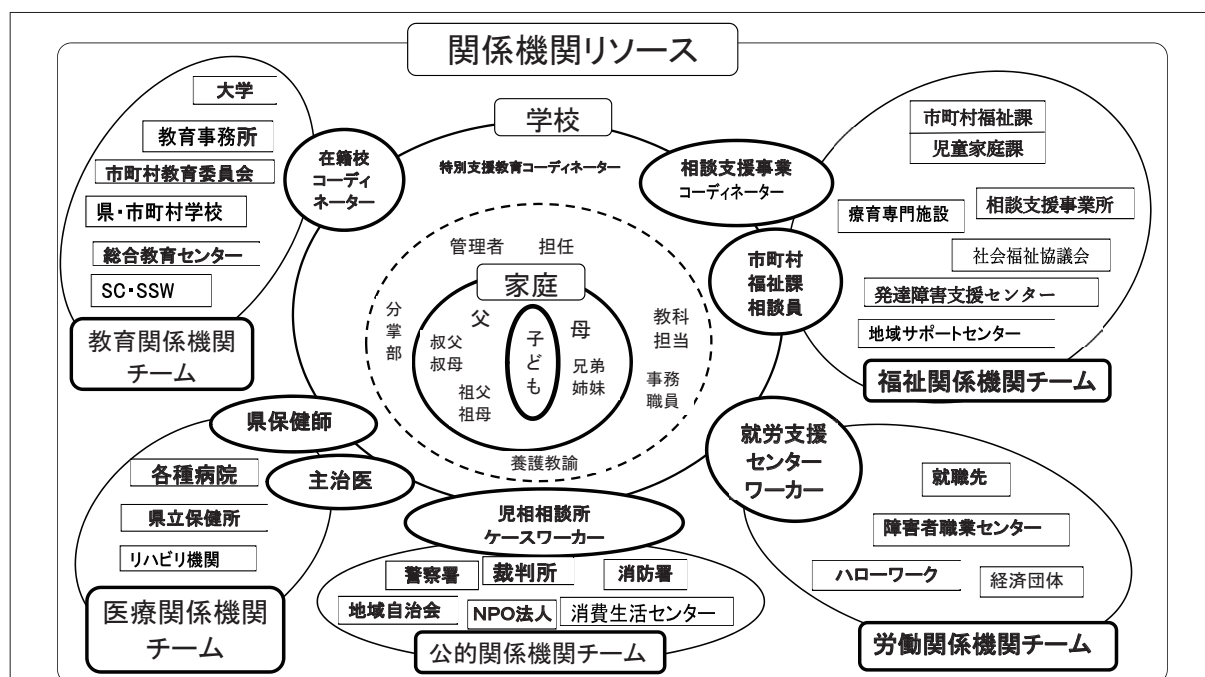 関係機関リソース
大学
教育事務所
市町村教育委員会
県・市町村学校
総合教育センター
SC・SSW
教育関係機関
チーム
在籍校
コーディ
ネーター
学校
特別支援教育コーディネーター
管理者
担任
分
掌
部
教科
担当
事務
職員
養護教諭
家庭
父
母
叔父
叔母
祖父
祖母
子
ど
も
兄弟
姉妹
相談支援事業
コーディネーター
市町村
福祉課
相談員
市町村福祉課
児童家庭課
療育専門施設
相談支援事業所
社会福祉協議会
発達障害支援センター
地域サポートセンター
福祉関係機関チーム
県保健師
主治医
各種病院
県立保健所
リハビリ機関
医療関係機関
チーム
児相相談所
ケースワーカー
警察署
裁判所
消防署
地域自治会
NPO法人
消費生活センター
公的関係機関チーム
就労支援
センター
ワーカー
就職先
障害者職業センター
ハローワーク
経済団体
労働関係機関チーム